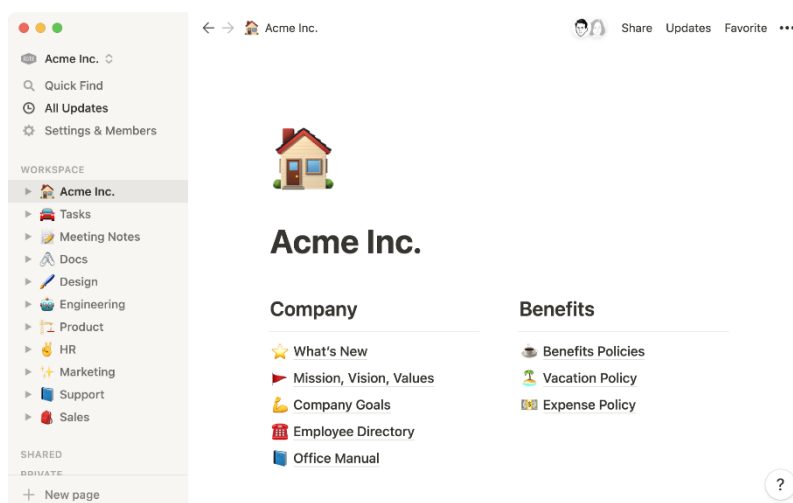 Acme Inc.
Quick Find
All Updates
Settings & Members
WORKSPACE
Acme Inc.
Tasks
Meeting Notes
Docs
Design
Engineering
Product
HR
Marketing
Support
Sales
SHARED
PRIVATE
New page
Acme Inc.
Share Updates Favorite
Acme Inc.
Company
What's New
Mission, Vision, Values
Company Goals
Employee Directory
Office Manual
Benefits
Benefits Policies
Vacation Policy
Expense Policy
?